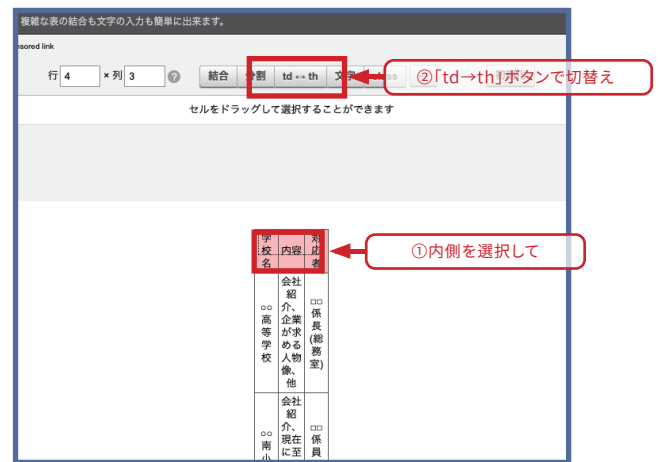 複雑な表の結合も文字の入力も簡単に出来ます。
sored link
行 4 × 列 3 ? 結合 分割 td ↔ th 文字
②「td→th」ボタンで切替え
セルをドラッグして選択することができます
学校名 内容 対応者
①内側を選択して
○○高等学校
会社紹介、企業が求める人物像、他
□□係長(総務室)
○○南小
会社紹介、現在に至
□□係員